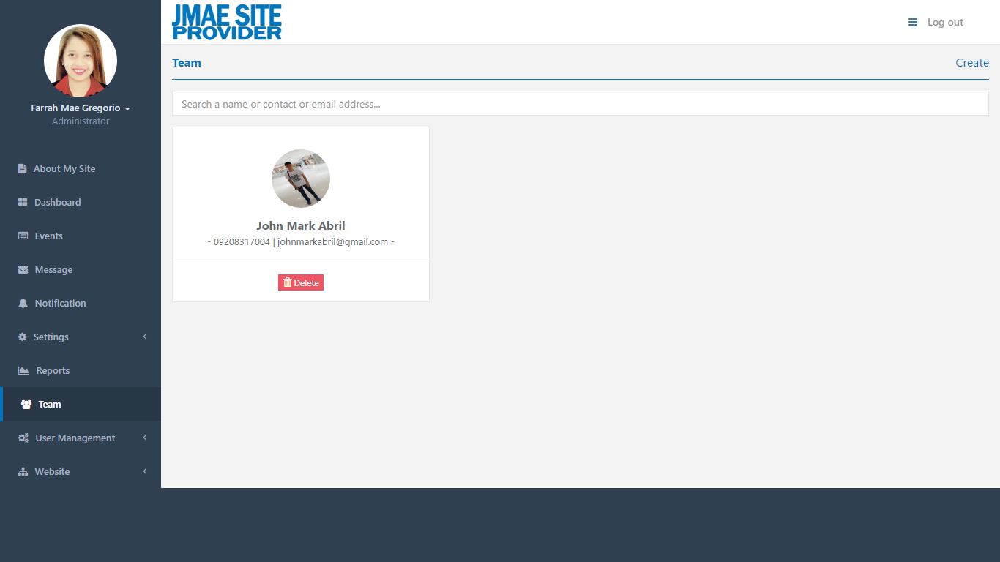 JMAE SITE
PROVIDER
Log out
Farrah Mae Gregorio
Administrator
About My Site
Dashboard
Events
Message
Notification
Settings
Reports
Team
User Management
Website
Team
Create
Search a name or contact or email address...
John Mark Abril
- 09208317004 | johnmarkabril@gmail.com -
Delete